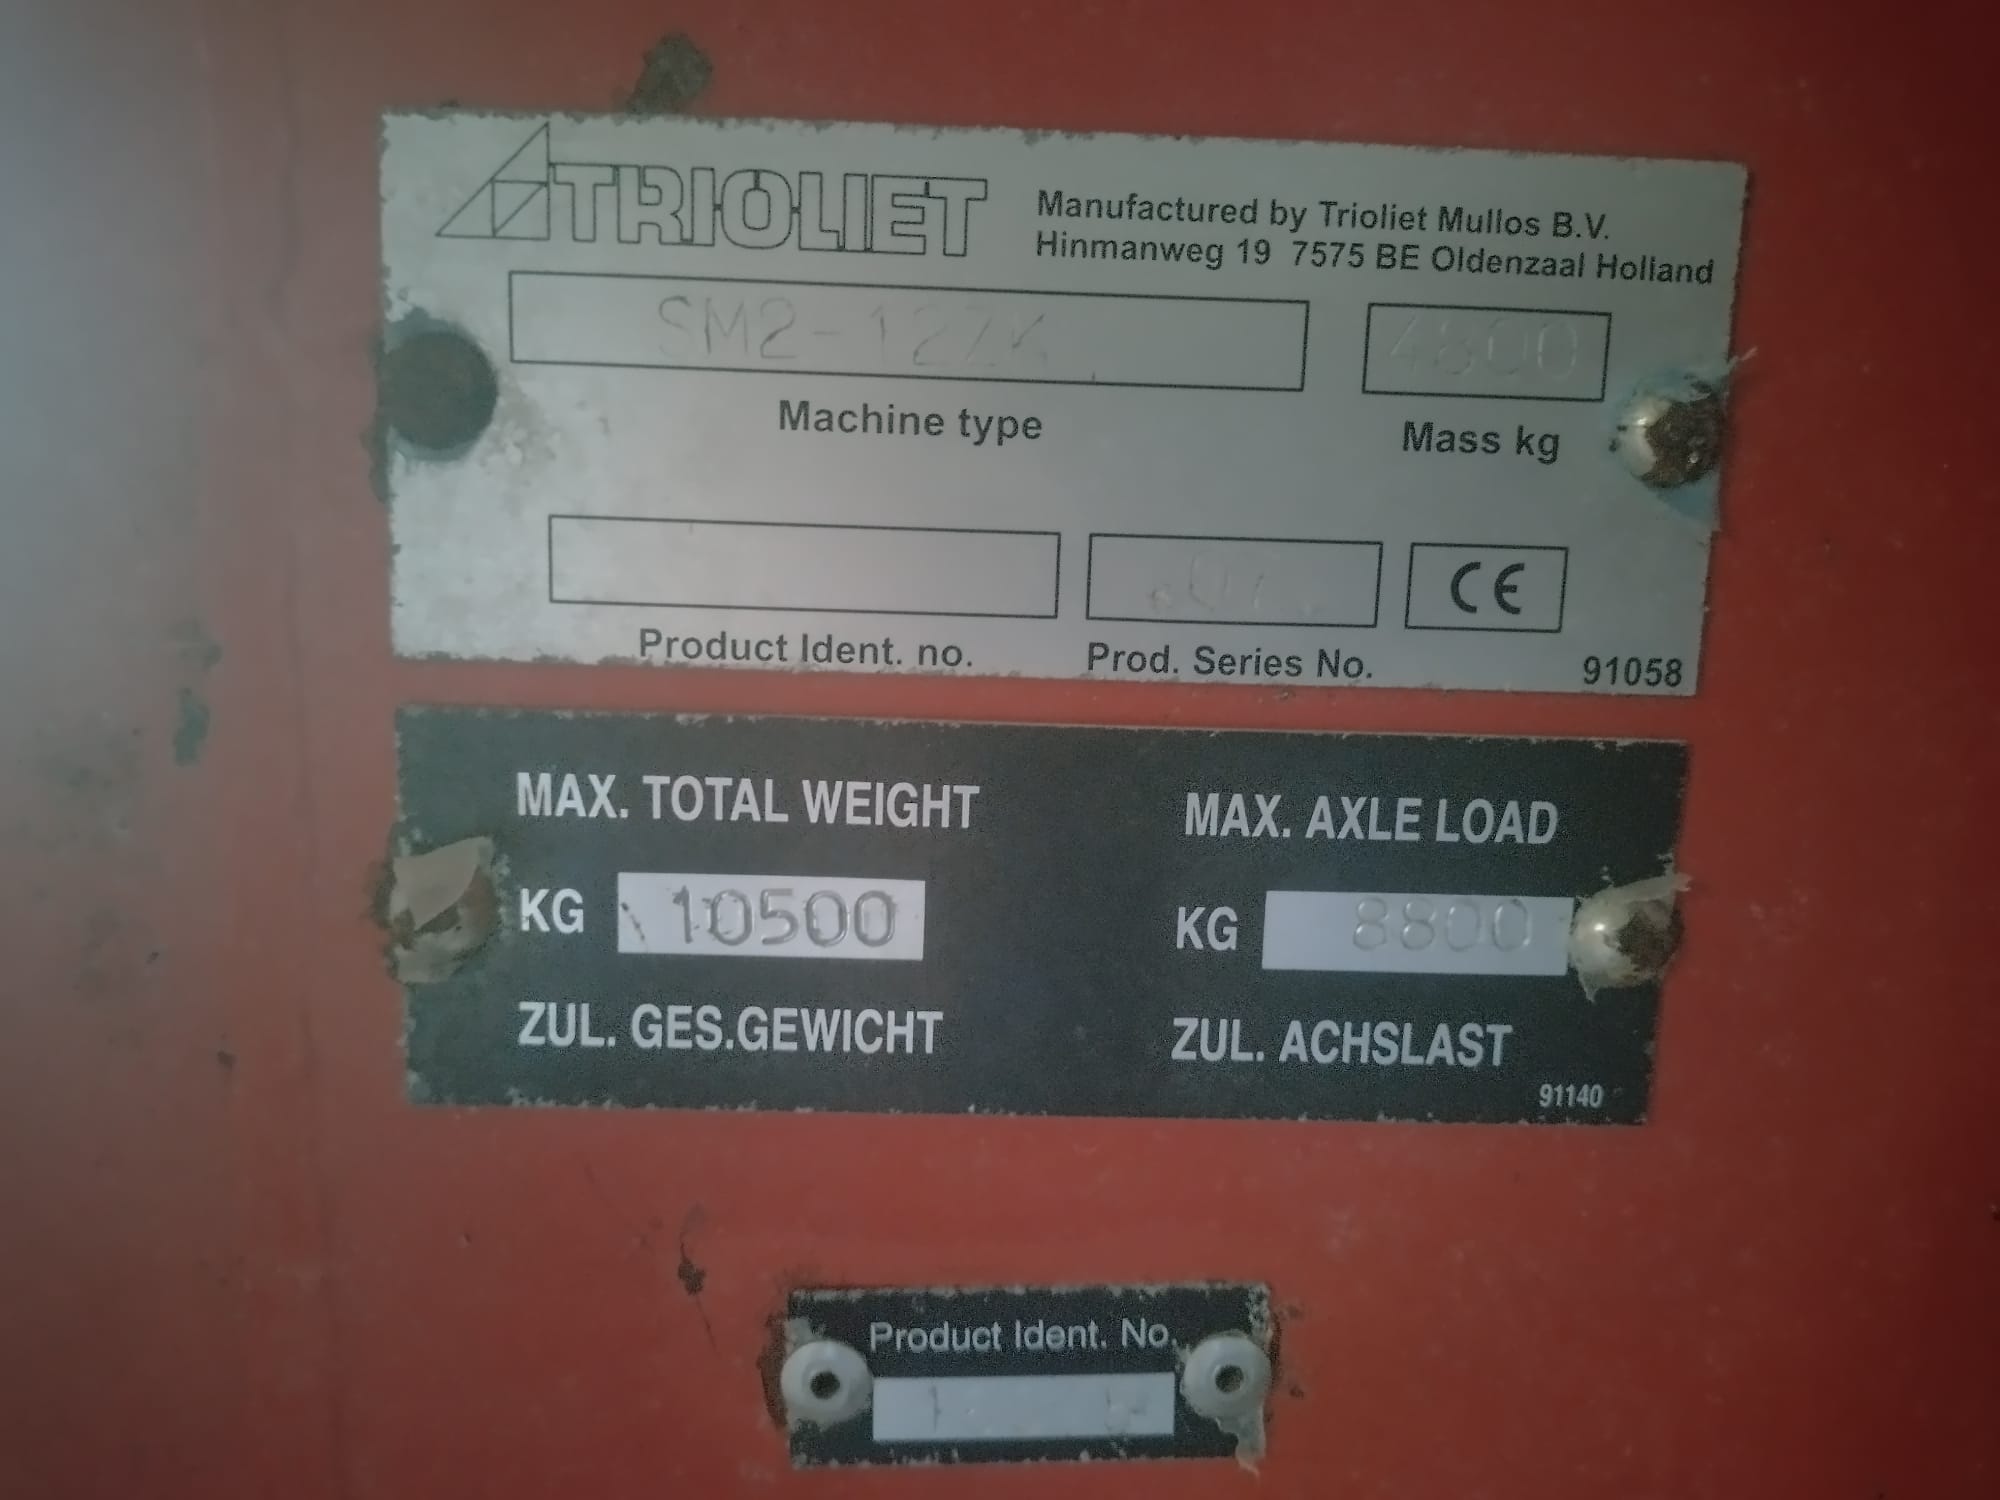 TRIOLIET
Manufactured by Trioliet Mullos B.V.
Hinmanweg 19 7575 BE Oldenzaal Holland
SM2-12ZK 4800
Machine type Mass kg
CE
Product Ident. no. Prod. Series No. 91058
MAX. TOTAL WEIGHT MAX. AXLE LOAD
KG 10500 KG 8800
ZUL. GES.GEWICHT ZUL. ACHSLAST
91140
Product Ident. No.